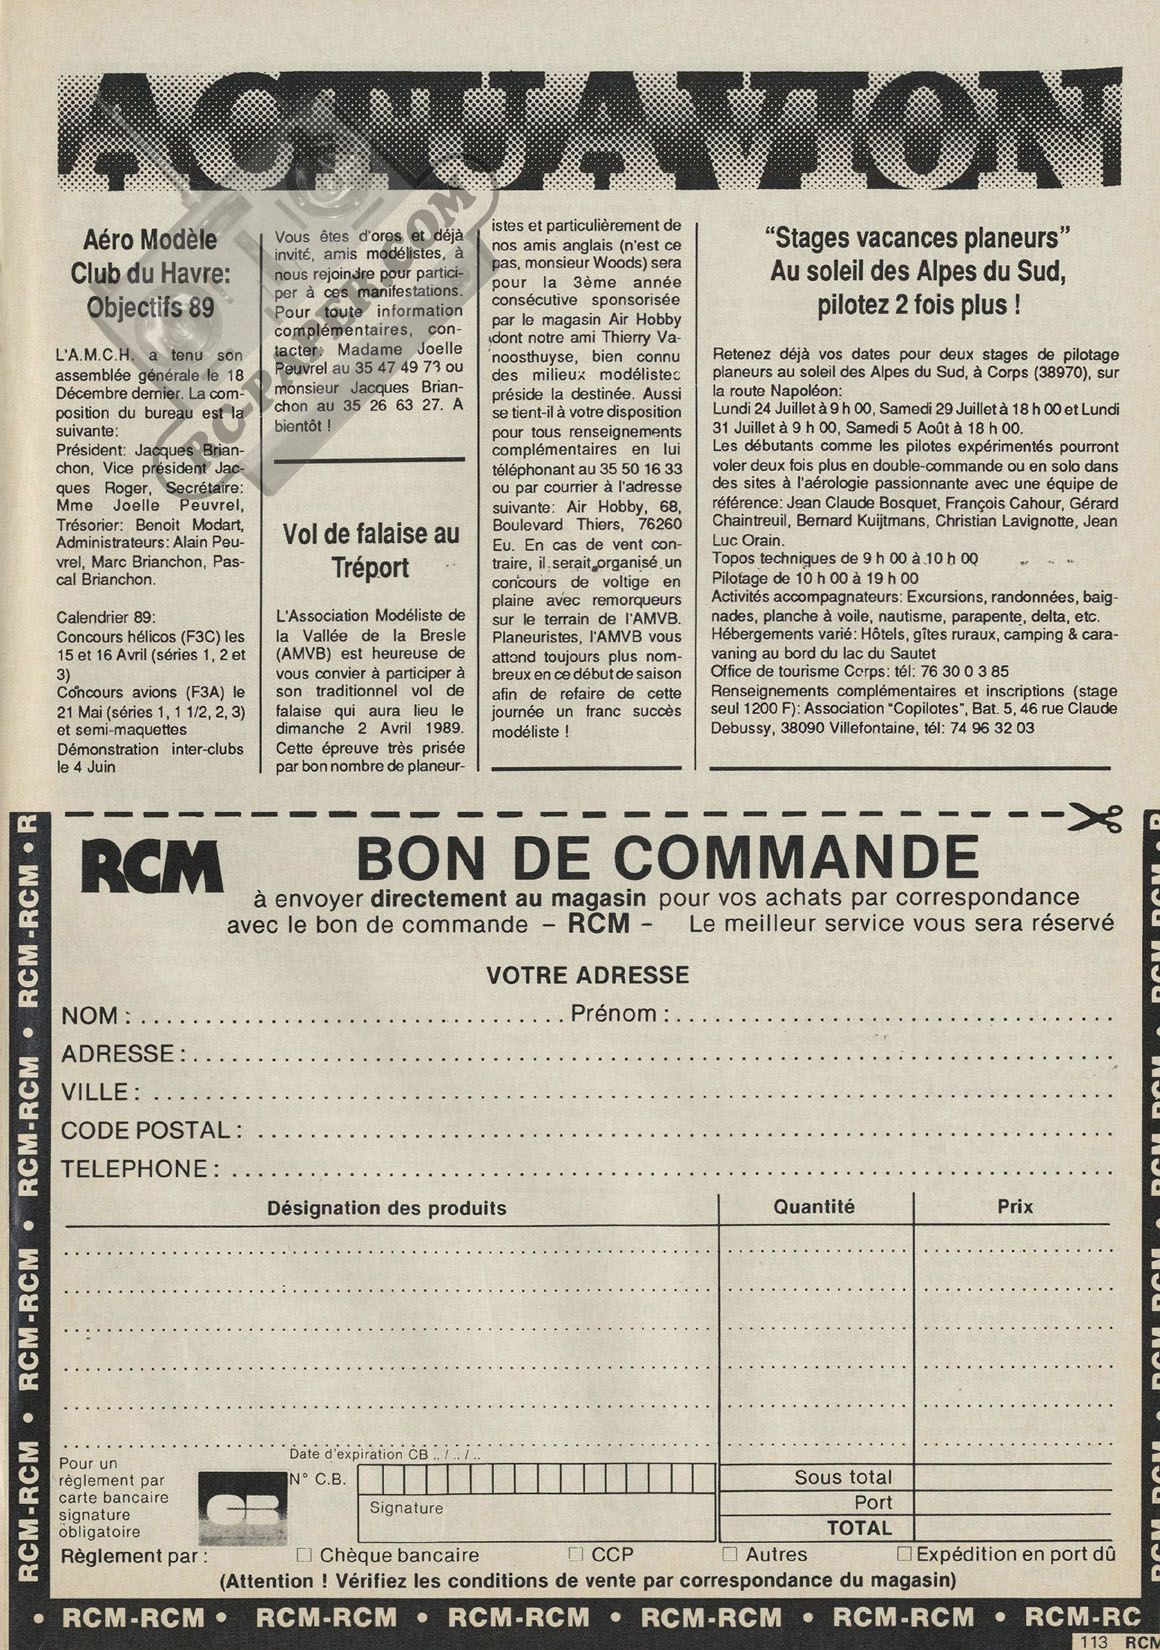 ACTUAVION
Aéro Modèle
Club du Havre:
Objectifs 89
L'A.M.C.H. a tenu son
assemblée générale le 18
Décembre dernier. La com-
position du bureau est la
suivante:
Président: Jacques Brian-
chon, Vice président Jac-
ques Roger, Secrétaire:
Mme Joelle Peuvrel,
Trésorier: Benoit Modart,
Administrateurs: Alain Peu-
vrel, Marc Brianchon, Pas-
cal Brianchon.
Calendrier 89:
Concours hélicos (F3C) les
15 et 16 Avril (séries 1, 2 et
3)
Concours avions (F3A) le
21 Mai (séries 1, 1 1/2, 2, 3)
et semi-maquettes
Démonstration inter-clubs
le 4 Juin
Vous êtes d'ores et déjà
invité, amis modélistes, à
nous rejoindre pour partici-
per à ces manifestations.
Pour toute information
complémentaires, con-
tacter: Madame Joelle
Peuvrel au 35 47 49 73 ou
monsieur Jacques Brian-
chon au 35 26 63 27. A
bientôt !
RC-PAPER.COM
Vol de falaise au
Tréport
L'Association Modéliste de
la Vallée de la Bresle
(AMVB) est heureuse de
vous convier à participer à
son traditionnel vol de
falaise qui aura lieu le
dimanche 2 Avril 1989.
Cette épreuve très prisée
par bon nombre de planeur-
istes et particulièrement de
nos amis anglais (n'est ce
pas, monsieur Woods) sera
pour la 3ème année
consécutive sponsorisée
par le magasin Air Hobby
dont notre ami Thierry Va-
noosthuyse, bien connu
des milieux modélistes
préside la destinée. Aussi
se tient-il à votre disposition
pour tous renseignements
complémentaires en lui
téléphonant au 35 50 16 33
ou par courrier à l'adresse
suivante: Air Hobby, 68,
Boulevard Thiers, 76260
Eu. En cas de vent con-
traire, il serait organisé un
concours de voltige en
plaine avec remorqueurs
sur le terrain de l'AMVB.
Planeuristes, l'AMVB vous
attend toujours plus nom-
breux en ce début de saison
afin de refaire de cette
journée un franc succès
modéliste !
"Stages vacances planeurs"
Au soleil des Alpes du Sud,
pilotez 2 fois plus !
Retenez déjà vos dates pour deux stages de pilotage
planeurs au soleil des Alpes du Sud, à Corps (38970), sur
la route Napoléon:
Lundi 24 Juillet à 9 h 00, Samedi 29 Juillet à 18 h 00 et Lundi
31 Juillet à 9 h 00, Samedi 5 Août à 18 h 00.
Les débutants comme les pilotes expérimentés pourront
voler deux fois plus en double-commande ou en solo dans
des sites à l'aérologie passionnante avec une équipe de
référence: Jean Claude Bosquet, François Cahour, Gérard
Chaintreuil, Bernard Kuijtmans, Christian Lavignotte, Jean
Luc Orain.
Topos techniques de 9 h 00 à 10 h 00
Pilotage de 10 h 00 à 19 h 00
Activités accompagnateurs: Excursions, randonnées, baig-
nades, planche à voile, nautisme, parapente, delta, etc.
Hébergements varié: Hôtels, gîtes ruraux, camping & cara-
vaning au bord du lac du Sautet
Office de tourisme Corps: tél: 76 30 0 3 85
Renseignements complémentaires et inscriptions (stage
seul 1200 F): Association "Copilotes", Bat. 5, 46 rue Claude
Debussy, 38090 Villefontaine, tél: 74 96 32 03
RCM
BON DE COMMANDE
à envoyer directement au magasin pour vos achats par correspondance
avec le bon de commande – RCM – Le meilleur service vous sera réservé
VOTRE ADRESSE
NOM : Prénom :
ADRESSE :
VILLE :
CODE POSTAL :
TELEPHONE :
Désignation des produits Quantité Prix
Date d'expiration CB .. / .. / ..
Pour un
règlement par
carte bancaire
signature
obligatoire
CB
N° C.B.
Signature
Sous total
Port
TOTAL
Règlement par : Chèque bancaire CCP Autres Expédition en port dû
(Attention ! Vérifiez les conditions de vente par correspondance du magasin)
RCM-RCM • RCM-RCM • RCM-RCM • RCM-RCM • R
RCM-RCM • RCM-RCM • RCM-RCM • RCM-RCM • R
• RCM-RCM • RCM-RCM • RCM-RCM • RCM-RCM • RCM-RCM • RCM-RC
113 RCM